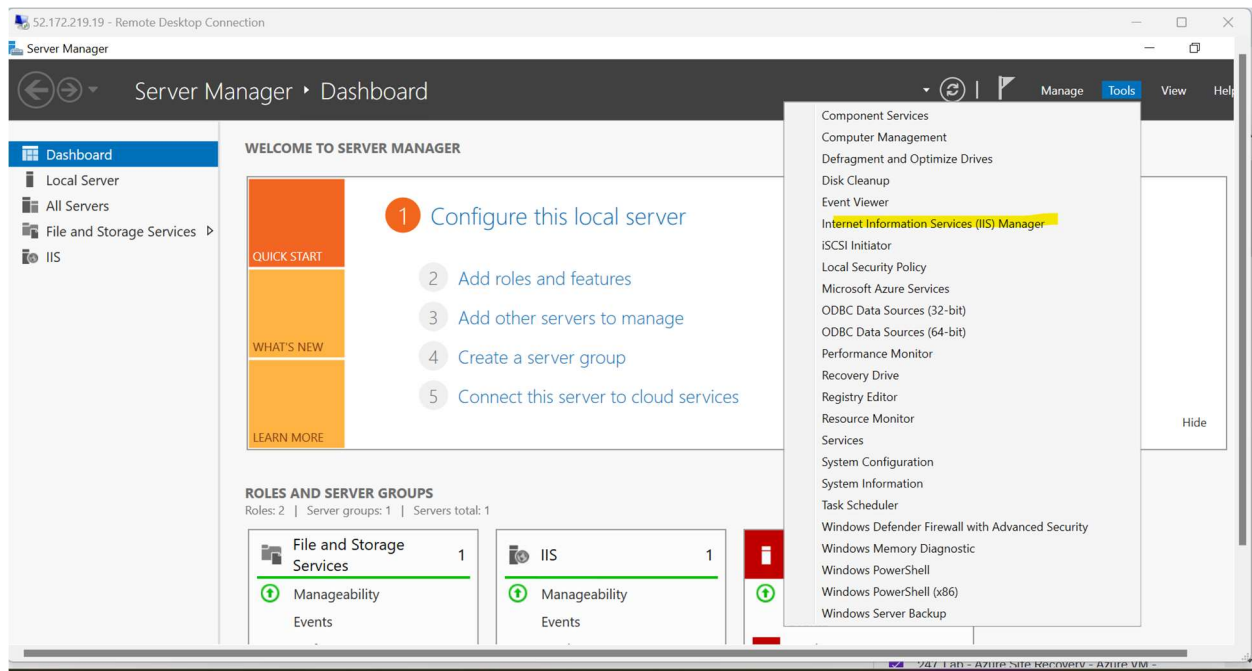 52.172.219.19 - Remote Desktop Connection
Server Manager
Server Manager • Dashboard
Manage Tools View Help
Dashboard
Local Server
All Servers
File and Storage Services
IIS
WELCOME TO SERVER MANAGER
QUICK START
WHAT'S NEW
LEARN MORE
1 Configure this local server
2 Add roles and features
3 Add other servers to manage
4 Create a server group
5 Connect this server to cloud services
Hide
ROLES AND SERVER GROUPS
Roles: 2 | Server groups: 1 | Servers total: 1
File and Storage
Services 1
Manageability
Events
IIS 1
Manageability
Events
Component Services
Computer Management
Defragment and Optimize Drives
Disk Cleanup
Event Viewer
Internet Information Services (IIS) Manager
iSCSI Initiator
Local Security Policy
Microsoft Azure Services
ODBC Data Sources (32-bit)
ODBC Data Sources (64-bit)
Performance Monitor
Recovery Drive
Registry Editor
Resource Monitor
Services
System Configuration
System Information
Task Scheduler
Windows Defender Firewall with Advanced Security
Windows Memory Diagnostic
Windows PowerShell
Windows PowerShell (x86)
Windows Server Backup
247 Lab - Azure Site Recovery - Azure VM -